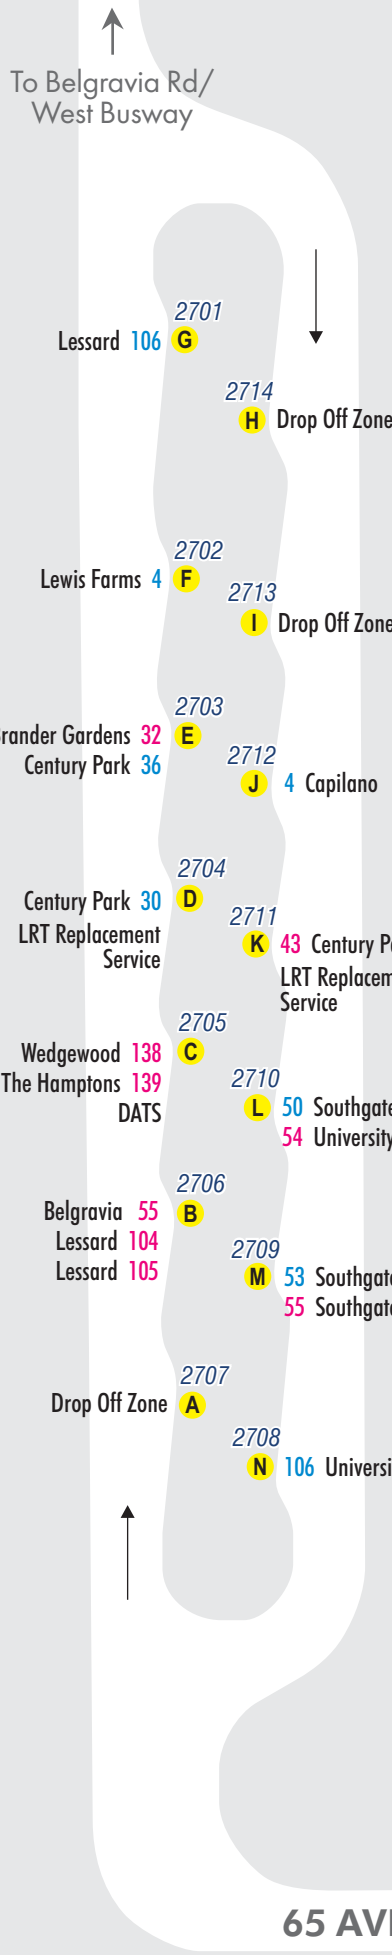 To Belgravia Rd/
West Busway
2701
Lessard 106 G
2714
H Drop Off Zone
2702
Lewis Farms 4 F
2713
I Drop Off Zone
2703
Gardens 32 E
Century Park 36
2712
J 4 Capilano
2704
Century Park 30 D
LRT Replacement
Service
2711
K 43 Century
LRT
Service
2705
Wedgewood 138 C
The Hamptons 139
DATS
2710
L 50 Southgate
54 University
2706
Belgravia 55 B
Lessard 104
Lessard 105
2709
M 53
55
2707
Drop Off Zone A
2708
N 106
65